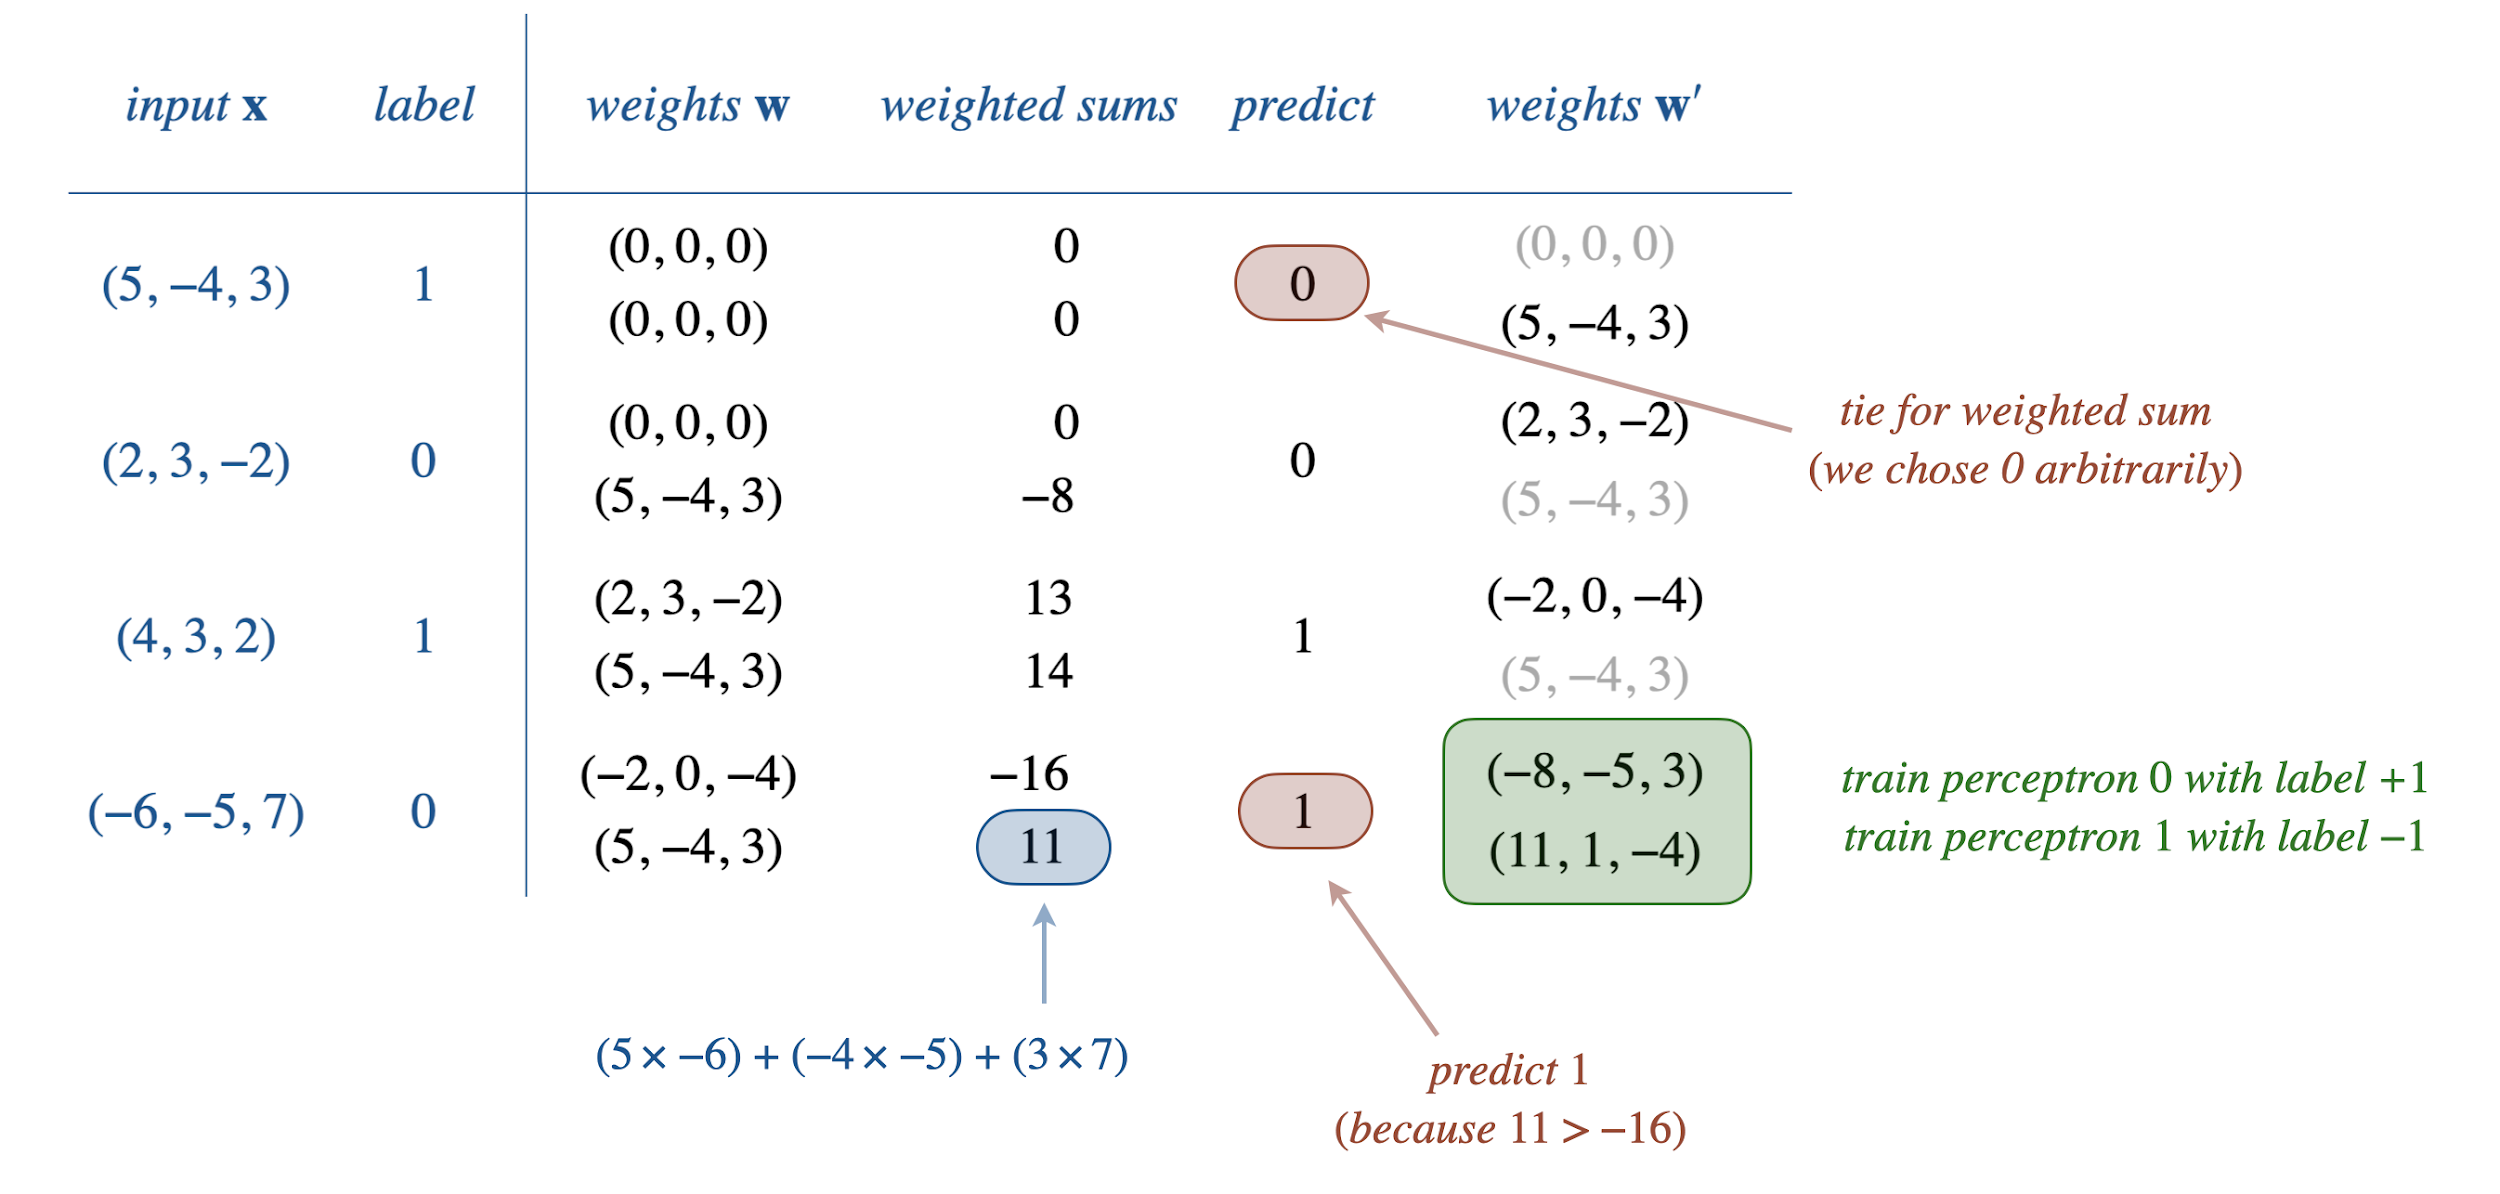 input x label weights w weighted sums predict weights w′
(0, 0, 0) 0 (0, 0, 0)
(5, −4, 3) 1 0
(0, 0, 0) 0 (5, −4, 3)
(0, 0, 0) 0 (2, 3, −2)
tie for weighted sum
(2, 3, −2) 0 0
(we chose 0 arbitrarily)
(5, −4, 3) −8 (5, −4, 3)
(2, 3, −2) 13 (−2, 0, −4)
(4, 3, 2) 1 1
(5, −4, 3) 14 (5, −4, 3)
(−2, 0, −4) −16 (−8, −5, 3)
train perceptron 0 with label +1
(−6, −5, 7) 0 1
train perceptron 1 with label −1
(5, −4, 3) 11 (11, 1, −4)
(5 × −6) + (−4 × −5) + (3 × 7)
predict 1
(because 11 > −16)